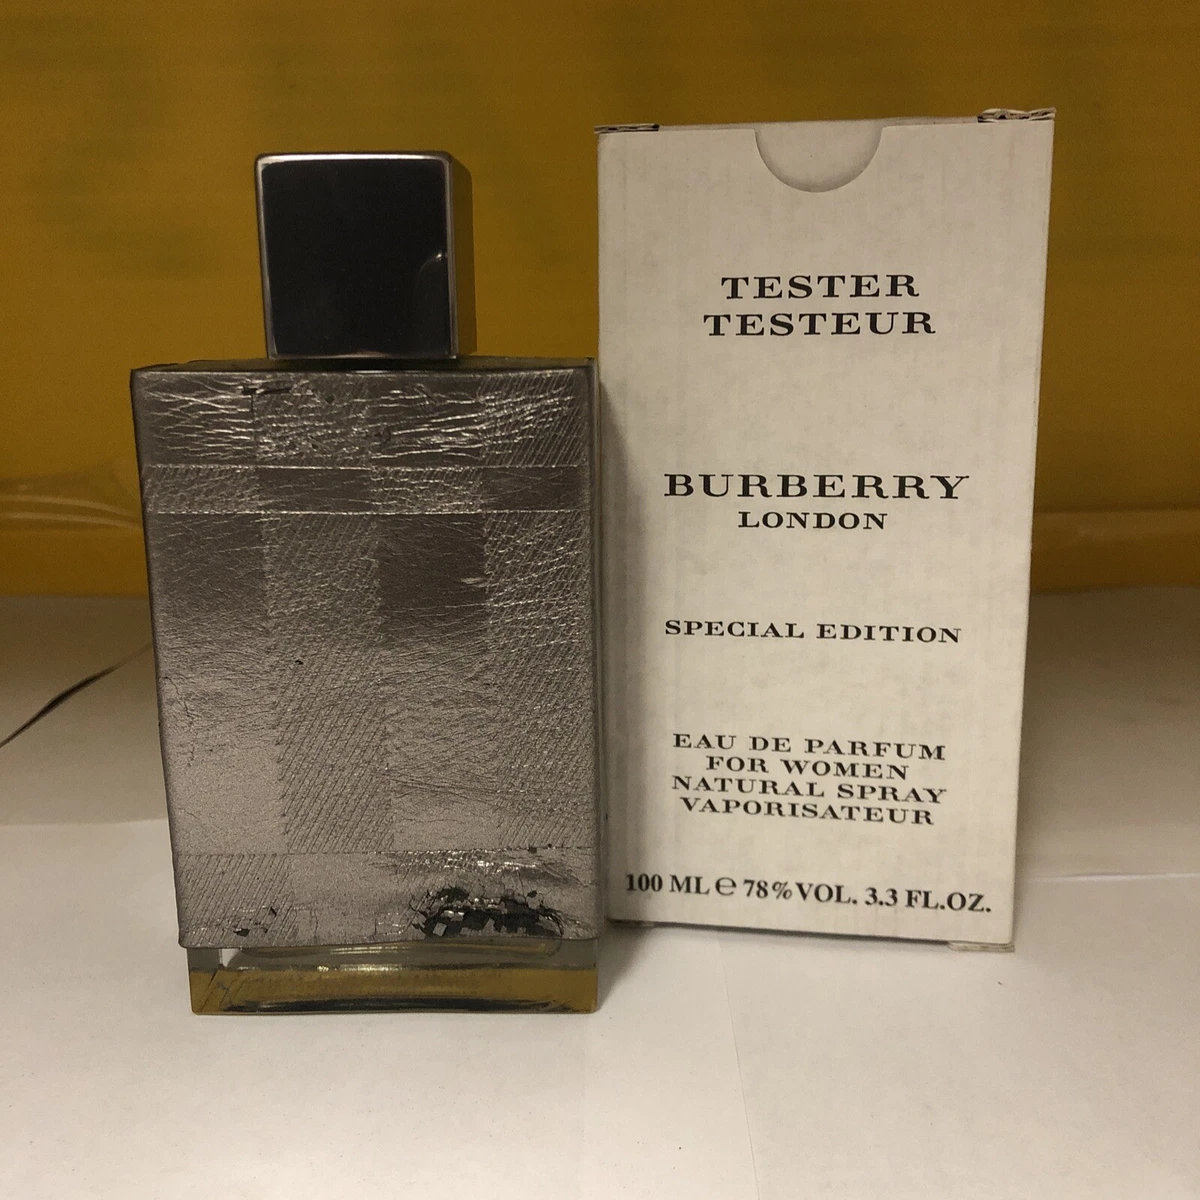 TESTER
TESTEUR
BURBERRY
LONDON
SPECIAL EDITION
EAU DE PARFUM
FOR WOMEN
NATURAL SPRAY
VAPORISATEUR
100 ML ℮ 78% VOL. 3.3 FL.OZ.